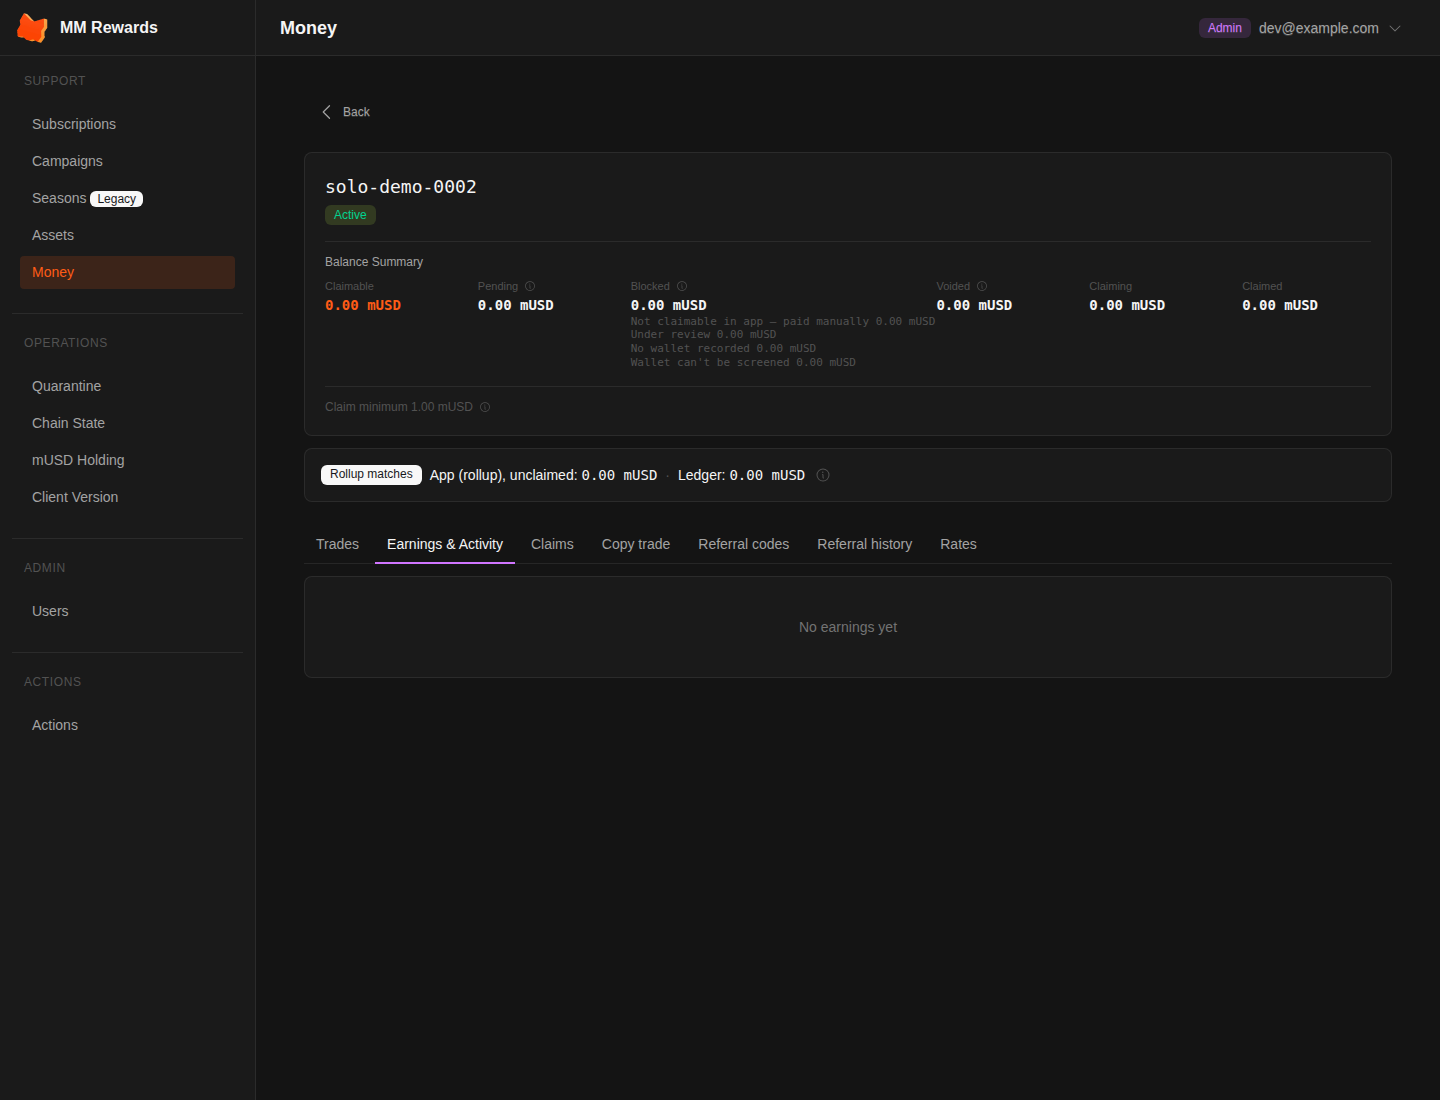 MM Rewards
Money
Admin dev@example.com
SUPPORT
Subscriptions
Campaigns
Seasons Legacy
Assets
Money
OPERATIONS
Quarantine
Chain State
mUSD Holding
Client Version
ADMIN
Users
ACTIONS
Actions
Back
solo-demo-0002
Active
Balance Summary
Claimable Pending Blocked Voided Claiming Claimed
0.00 mUSD 0.00 mUSD 0.00 mUSD 0.00 mUSD 0.00 mUSD 0.00 mUSD
Not claimable in app — paid manually 0.00 mUSD
Under review 0.00 mUSD
No wallet recorded 0.00 mUSD
Wallet can't be screened 0.00 mUSD
Claim minimum 1.00 mUSD
Rollup matches App (rollup), unclaimed: 0.00 mUSD · Ledger: 0.00 mUSD
Trades Earnings & Activity Claims Copy trade Referral codes Referral history Rates
No earnings yet